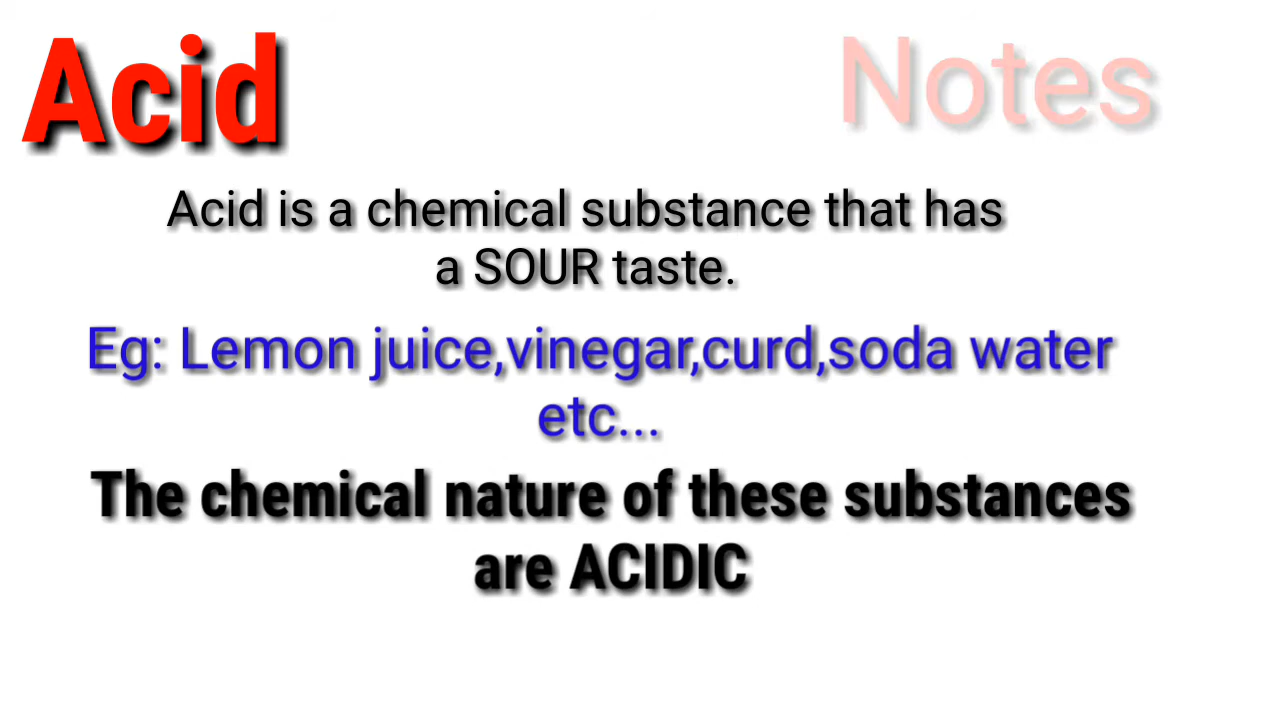 Acid
Notes
Acid is a chemical substance that has
a SOUR taste.
Eg: Lemon juice,vinegar,curd,soda water
etc...
The chemical nature of these substances
are ACIDIC